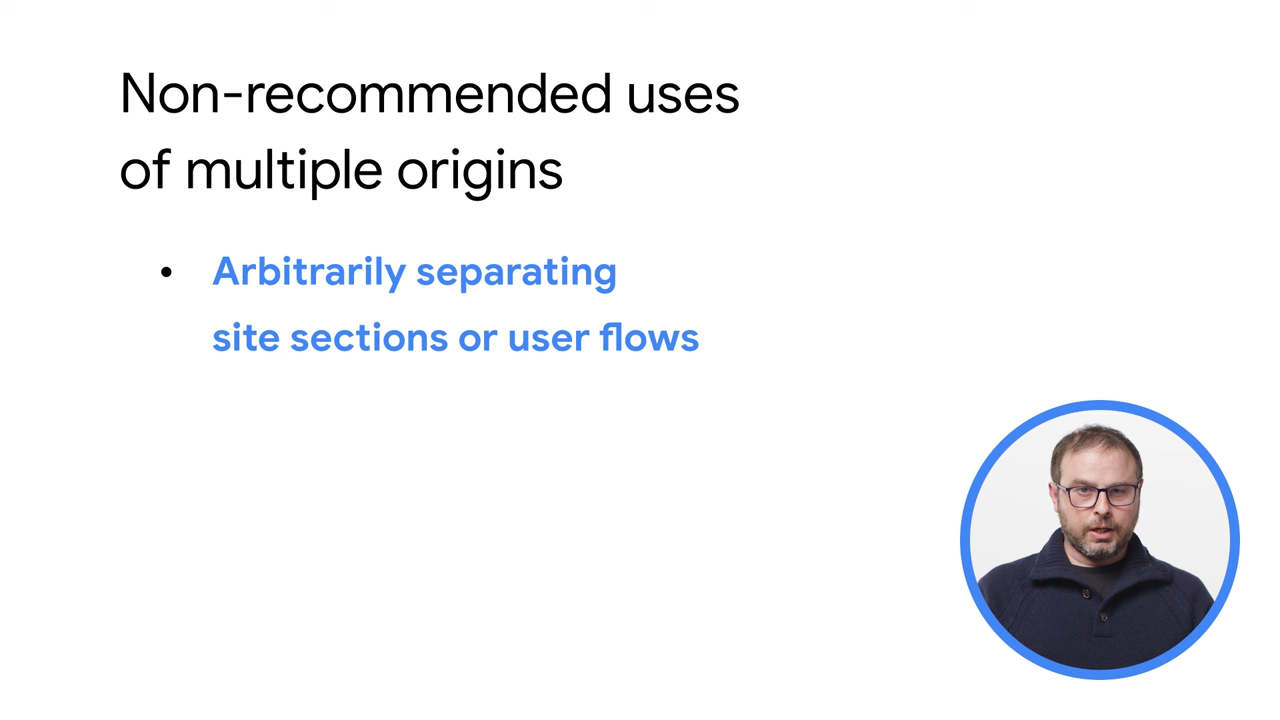 Non-recommended uses
of multiple origins
• Arbitrarily separating
site sections or user flows